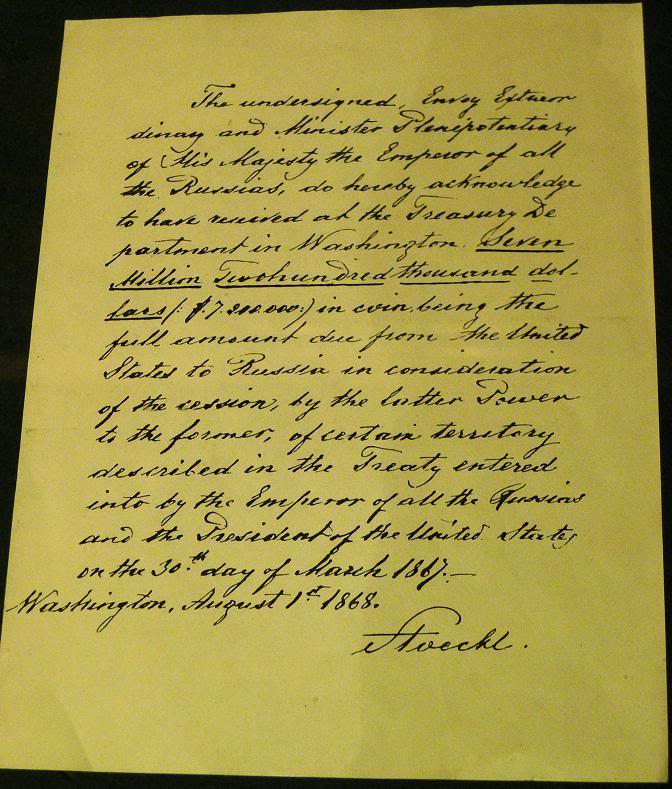 The undersigned, Envoy Extraor
dinary and Minister Plenipotentiary
of His Majesty the Emperor of all
the Russias, do hereby acknowledge
to have received at the Treasury De
partment in Washington. Seven
Million Twohundred thousand dol-
lars (: $ 7.200.000:) in coin, being the
full amount due from the United
States to Russia in consideration
of the cession, by the latter Power
to the former, of certain territory
described in the Treaty entered
into by the Emperor of all the Russias
and the President of the United States
on the 30.th day of March 1867.—
Washington, August 1st 1868.
Stoeckl.